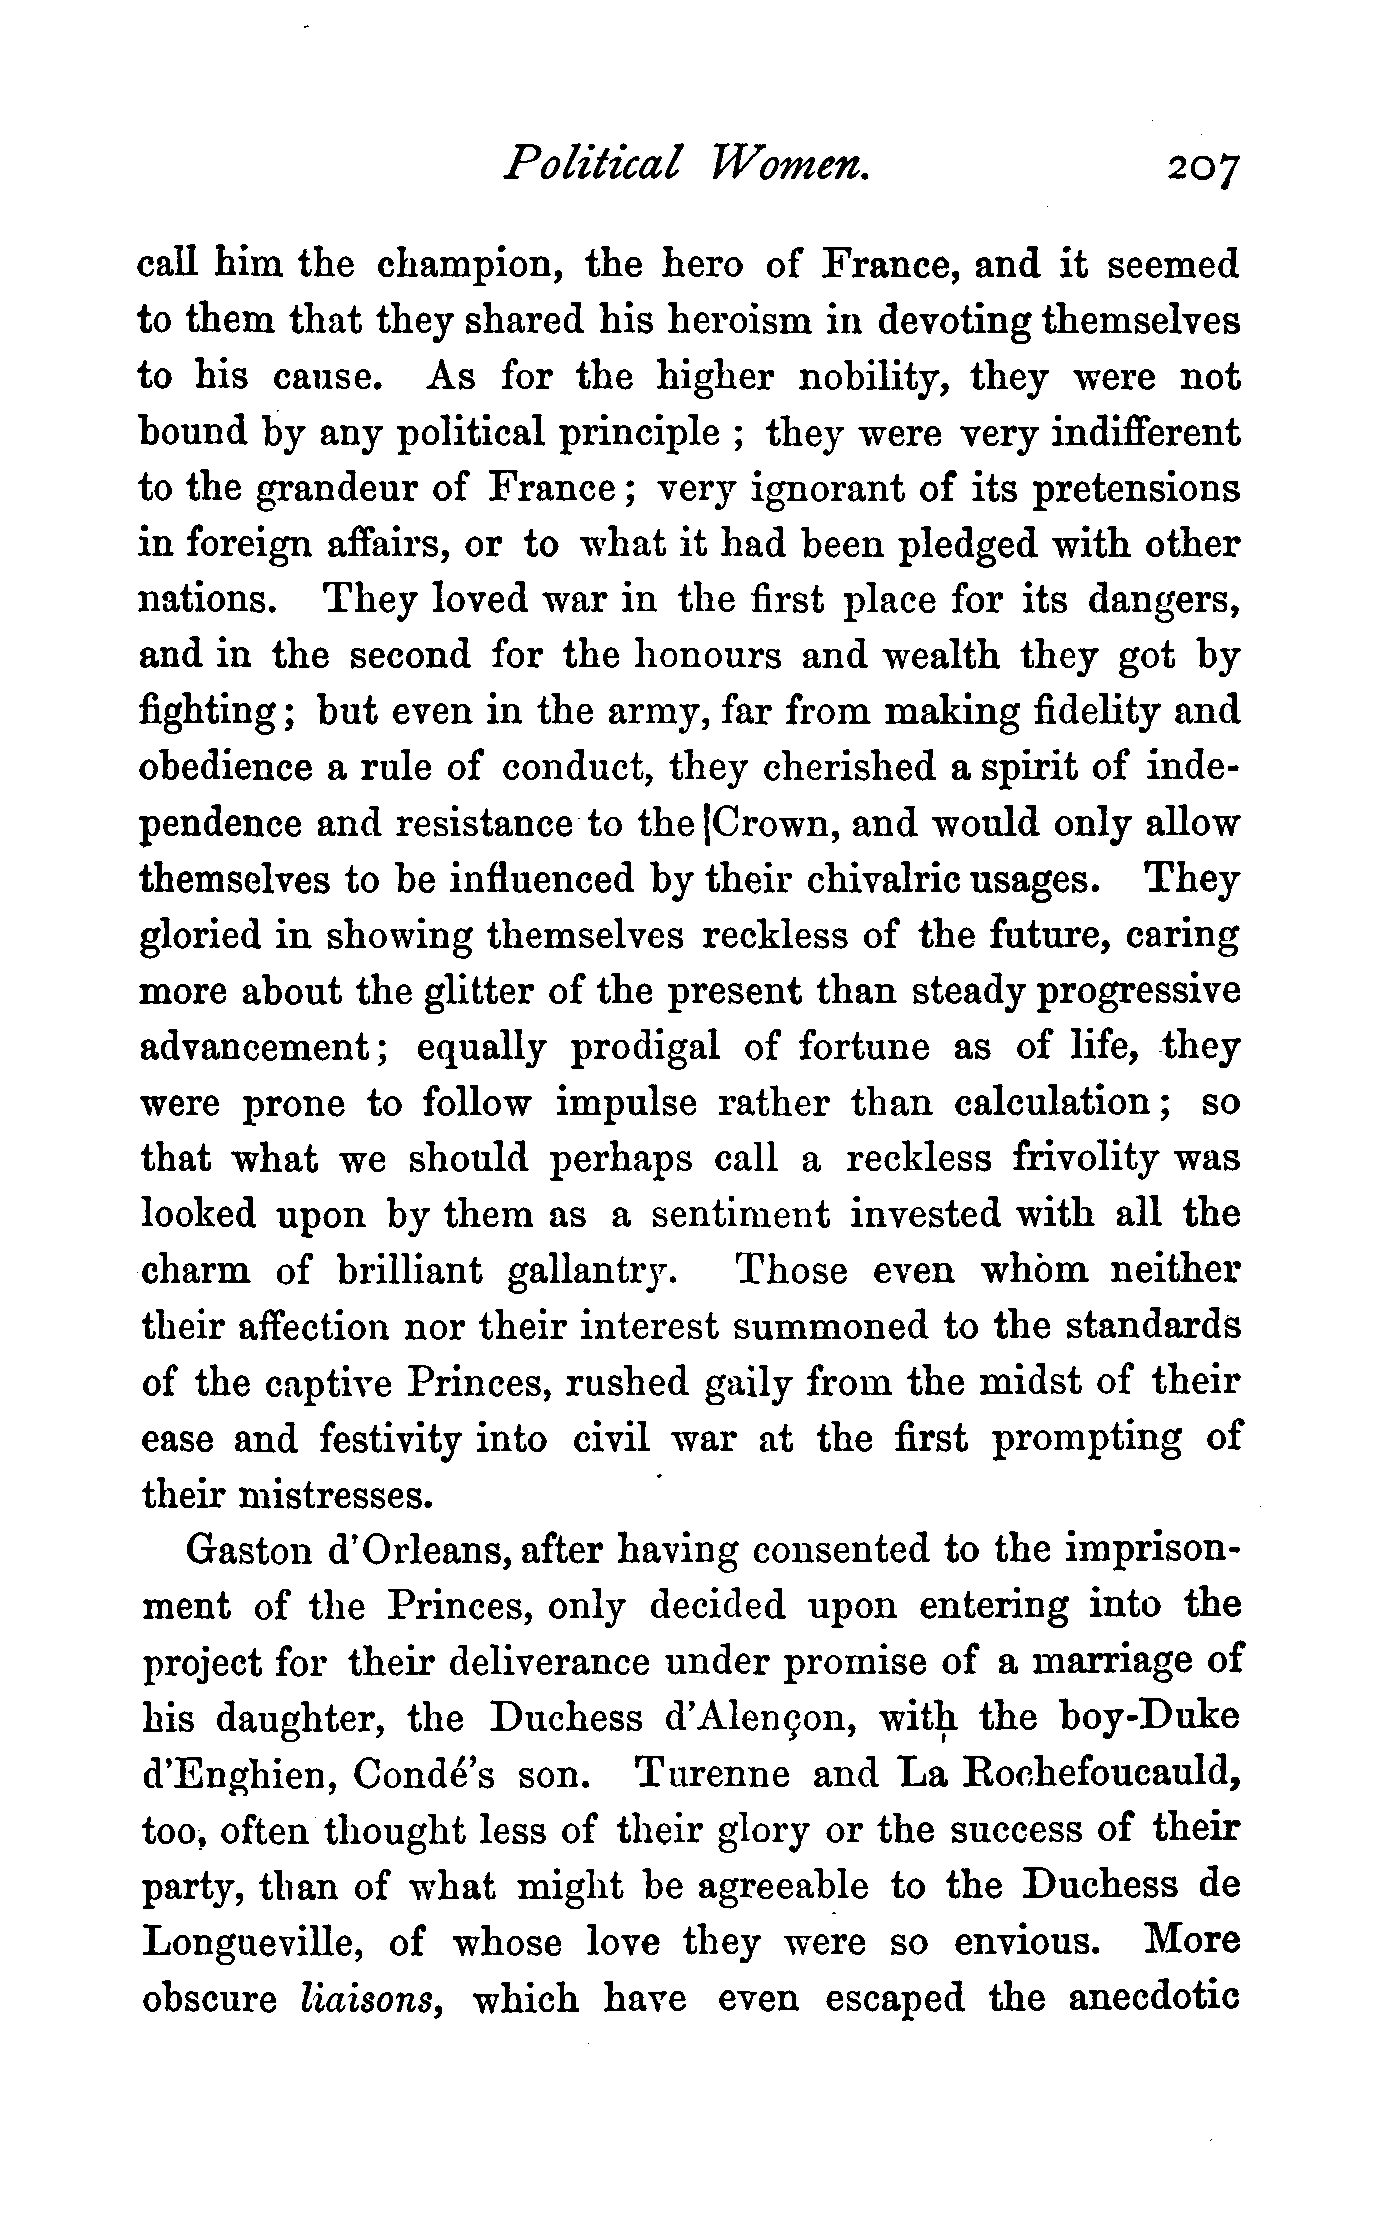 Political Women. 207
call him the champion, the hero of France, and it seemed
to them that they shared his heroism in devoting themselves
to his cause. As for the higher nobility, they were not
bound by any political principle ; they were very indifferent
to the grandeur of France ; very ignorant of its pretensions
in foreign affairs, or to what it had been pledged with other
nations. They loved war in the first place for its dangers,
and in the second for the honours and wealth they got by
fighting ; but even in the army, far from making fidelity and
obedience a rule of conduct, they cherished a spirit of inde-
pendence and resistance to the Crown, and would only allow
themselves to be influenced by their chivalric usages. They
gloried in showing themselves reckless of the future, caring
more about the glitter of the present than steady progressive
advancement ; equally prodigal of fortune as of life, they
were prone to follow impulse rather than calculation ; so
that what we should perhaps call a reckless frivolity was
looked upon by them as a sentiment invested with all the
charm of brilliant gallantry. Those even whom neither
their affection nor their interest summoned to the standards
of the captive Princes, rushed gaily from the midst of their
ease and festivity into civil war at the first prompting of
their mistresses.
Gaston d'Orleans, after having consented to the imprison-
ment of the Princes, only decided upon entering into the
project for their deliverance under promise of a marriage of
his daughter, the Duchess d'Alençon, with the boy-Duke
d'Enghien, Condé's son. Turenne and La Rochefoucauld,
too, often thought less of their glory or the success of their
party, than of what might be agreeable to the Duchess de
Longueville, of whose love they were so envious. More
obscure liaisons, which have even escaped the anecdotic